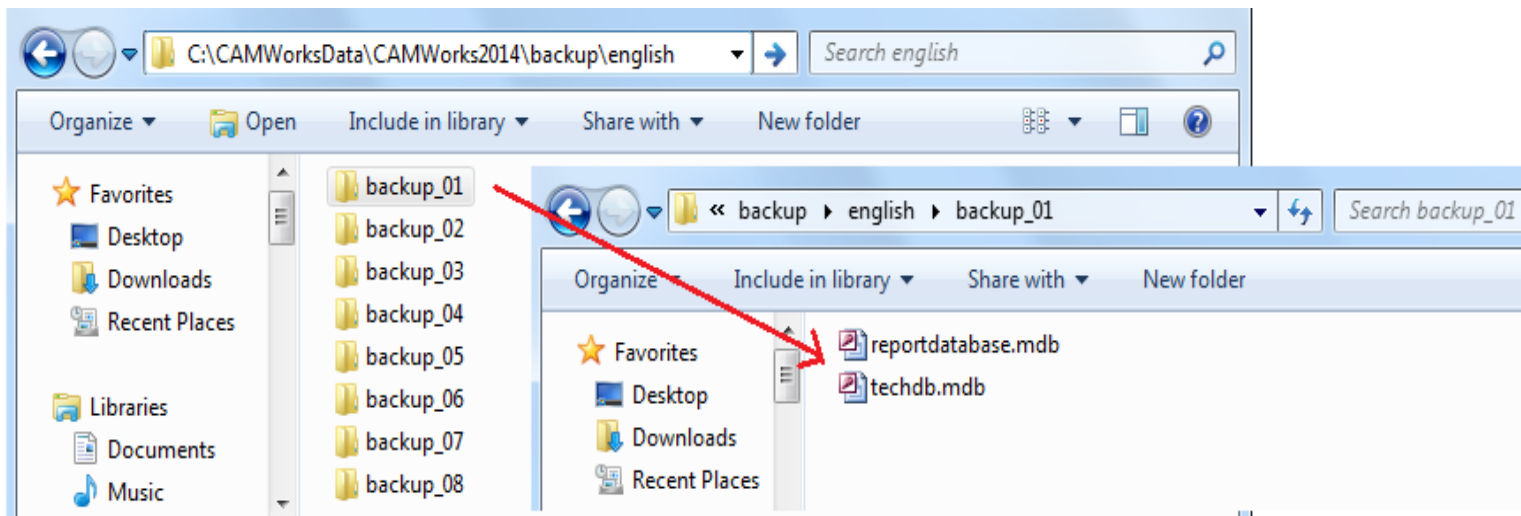 C:\CAMWorksData\CAMWorks2014\backup\english
Search english
Organize
Open
Include in library
Share with
New folder
Favorites
Desktop
Downloads
Recent Places
Libraries
Documents
Music
backup_01
backup_02
backup_03
backup_04
backup_05
backup_06
backup_07
backup_08
« backup english backup_01
Search backup_01
Organize
Include in library
Share with
New folder
Favorites
Desktop
Downloads
Recent Places
reportdatabase.mdb
techdb.mdb